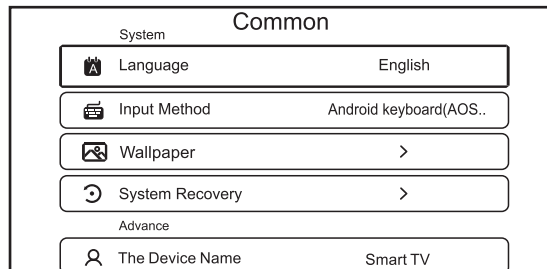 Common
System
Language English
Input Method Android keyboard(AOS..
Wallpaper >
System Recovery >
Advance
The Device Name Smart TV